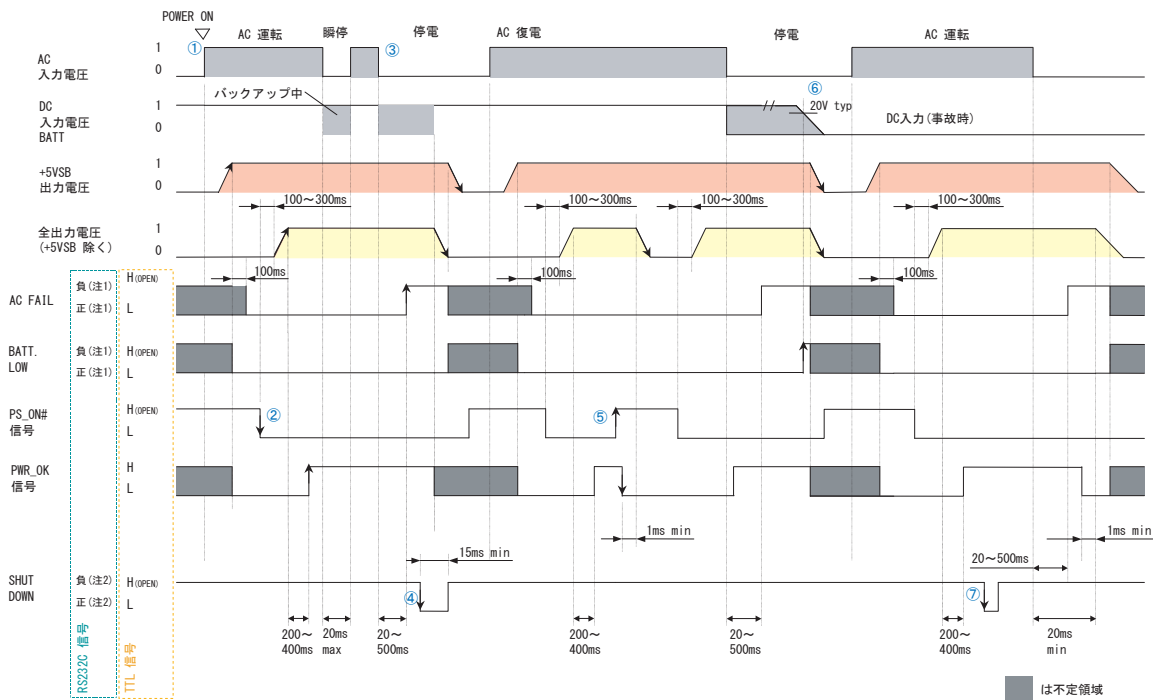 POWER ON
① AC 運転 瞬停 ③ 停電 AC 復電 停電 AC 運転
AC
入力電圧
1
0
バックアップ中
⑥
20V typ
DC
入力電圧
BATT
1
0
DC入力(事故時)
+5VSB
出力電圧
1
0
100～300ms 100～300ms 100～300ms 100～300ms
全出力電圧
(+5VSB 除く)
1
0
100ms 100ms 100ms
AC FAIL
負(注1) H(OPEN)
正(注1) L
BATT.
LOW
負(注1) H(OPEN)
正(注1) L
PS_ON#
信号
H(OPEN)
L
② ⑤
PWR_OK
信号
H
L
1ms min 1ms min
15ms min 20～500ms
SHUT
DOWN
負(注2) H(OPEN)
正(注2) L
④ ⑦
200～
400ms
20ms
max
20～
500ms
200～
400ms
20～
500ms
200～
400ms
20ms
min
RS232C 信号
TTL 信号
は不定領域